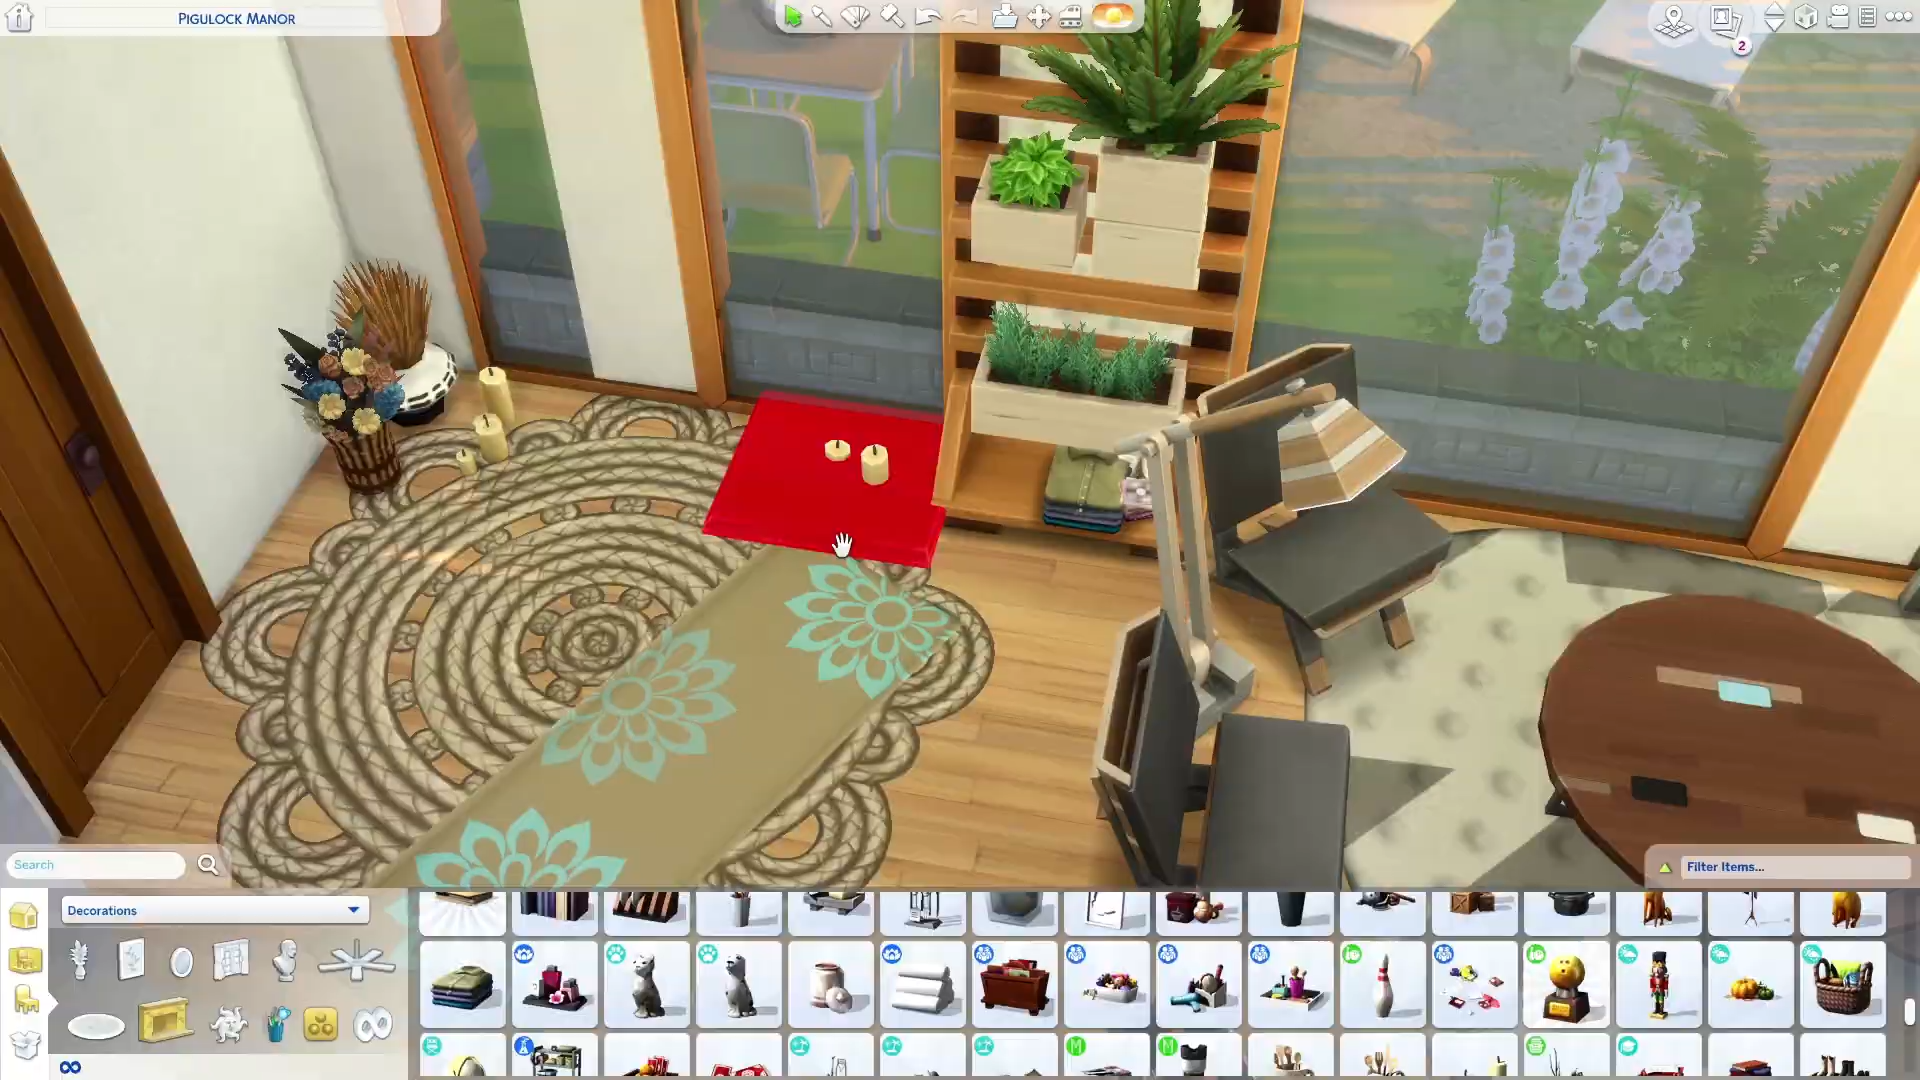 PIGULOCK MANOR
2
Search
Filter Items...
Decorations